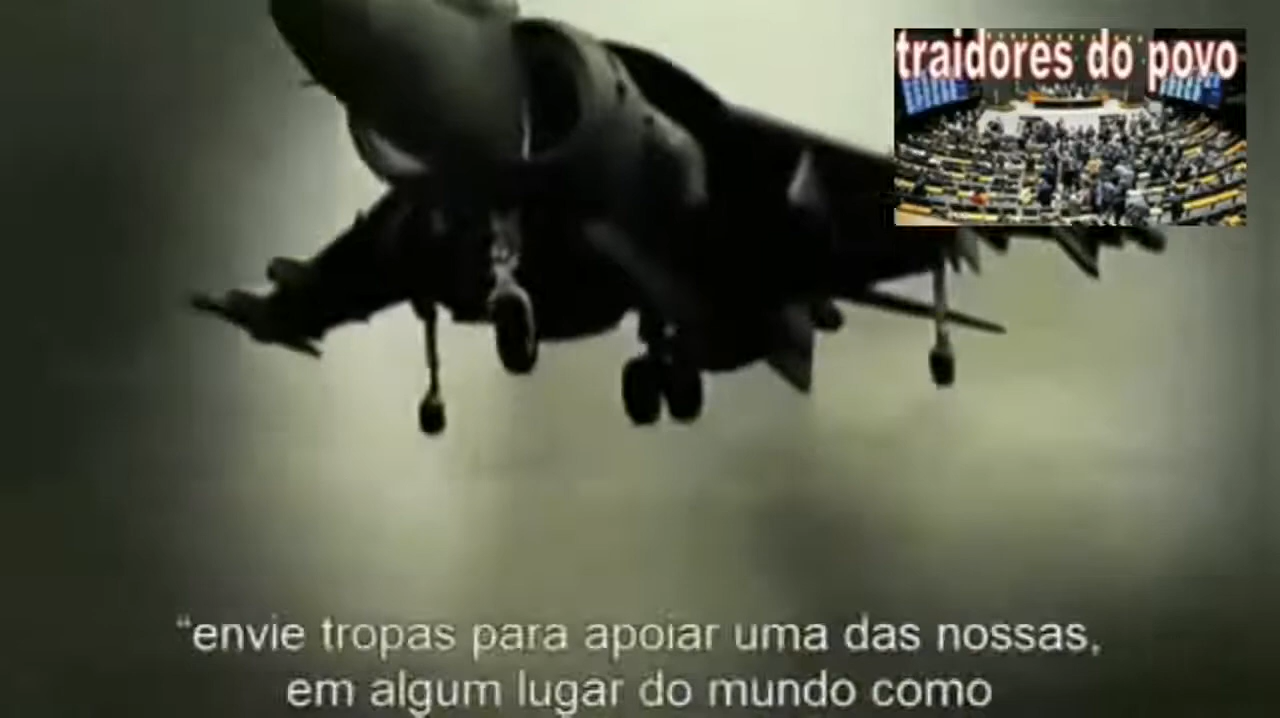 traidores do povo
“envie tropas para apoiar uma das nossas,
em algum lugar do mundo como